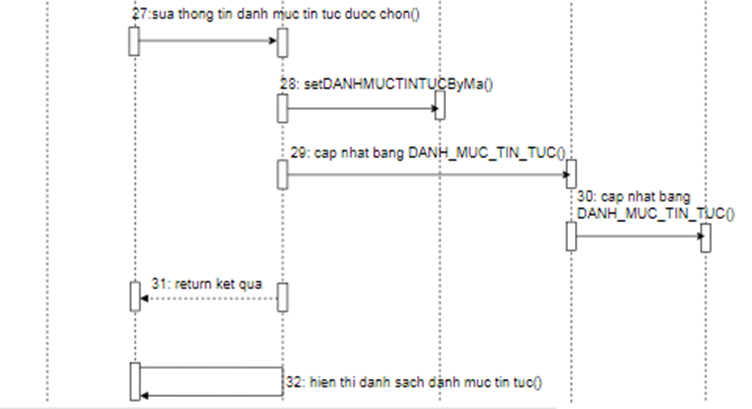 27:sua thong tin danh muc tin tuc duoc chon()
28: setDANHMUCTINTUCByMa()
29: cap nhat bang DANH_MUC_TIN_TUC()
30: cap nhat bang
DANH_MUC_TIN_TUC()
31: return ket qua
32: hien thi danh sach danh muc tin tuc()